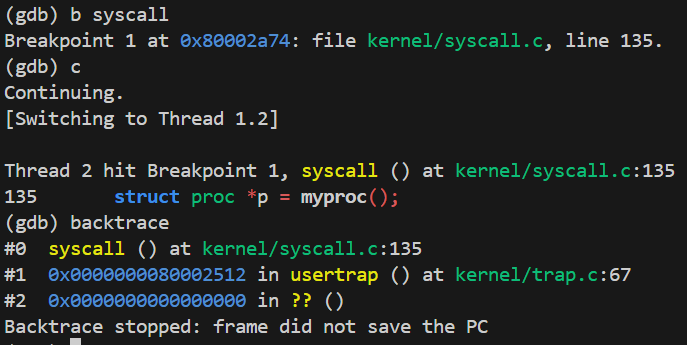 (gdb) b syscall
Breakpoint 1 at 0x80002a74: file kernel/syscall.c, line 135.
(gdb) c
Continuing.
[Switching to Thread 1.2]
Thread 2 hit Breakpoint 1, syscall () at kernel/syscall.c:135
135       struct proc *p = myproc();
(gdb) backtrace
#0  syscall () at kernel/syscall.c:135
#1  0x0000000080002512 in usertrap () at kernel/trap.c:67
#2  0x0000000000000000 in ?? ()
Backtrace stopped: frame did not save the PC